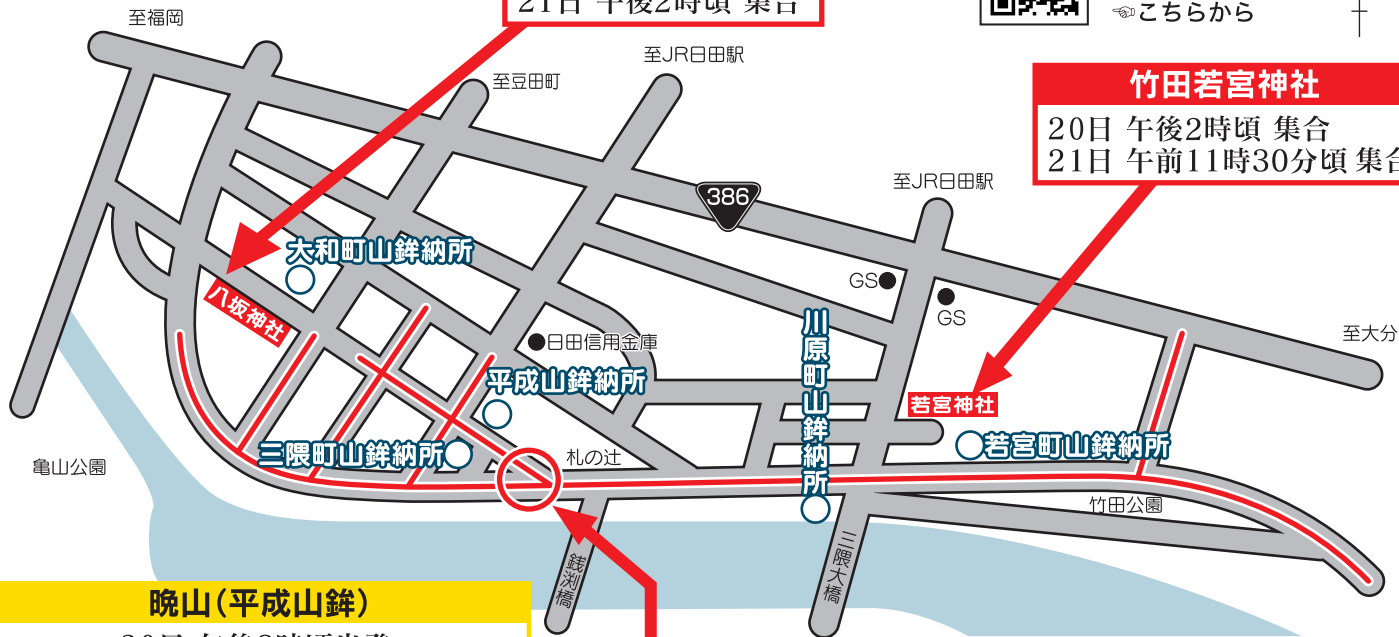 至福岡
21日 午後2時頃 集合
☜こちらから
至豆田町
至JR日田駅
竹田若宮神社
20日 午後2時頃 集合
21日 午前11時30分頃 集合
至JR日田駅
386
大和町山鉾納所
八坂神社
GS
GS
日田信用金庫
至大分
川原町山鉾納所
平成山鉾納所
若宮神社
三隈町山鉾納所
札の辻
若宮町山鉾納所
亀山公園
竹田公園
銭渕橋
三隈大橋
晩山(平成山鉾)